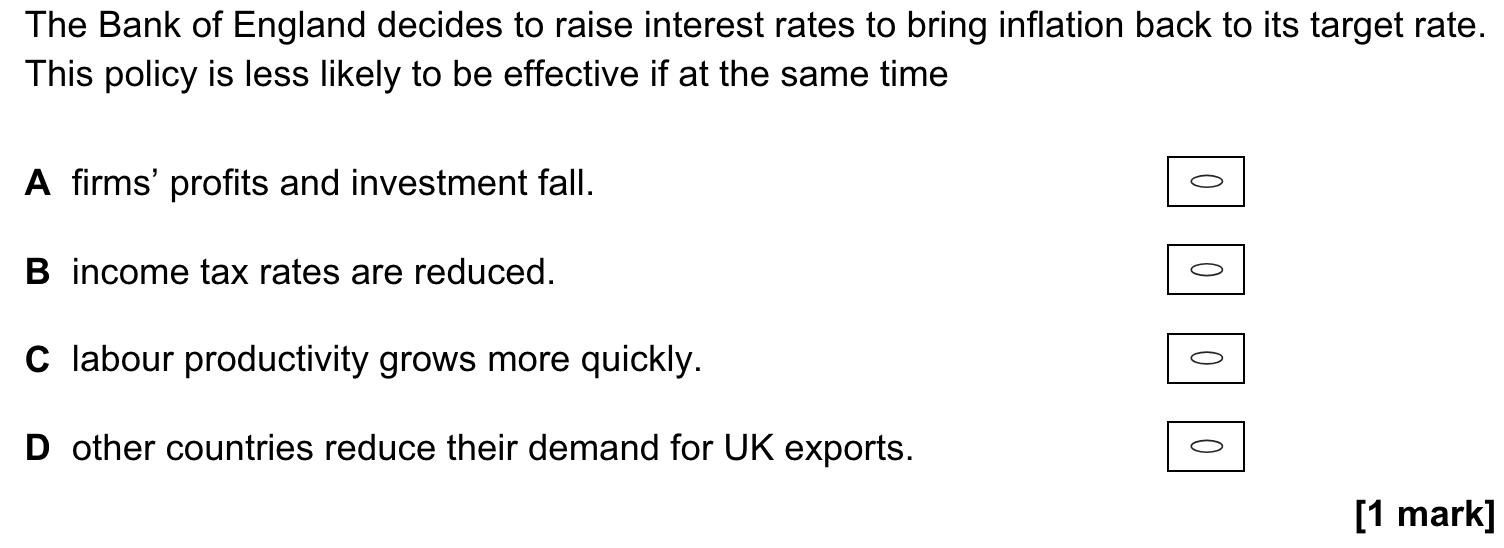 The Bank of England decides to raise interest rates to bring inflation back to its target rate.
This policy is less likely to be effective if at the same time
A firms’ profits and investment fall.
B income tax rates are reduced.
C labour productivity grows more quickly.
D other countries reduce their demand for UK exports.
[1 mark]